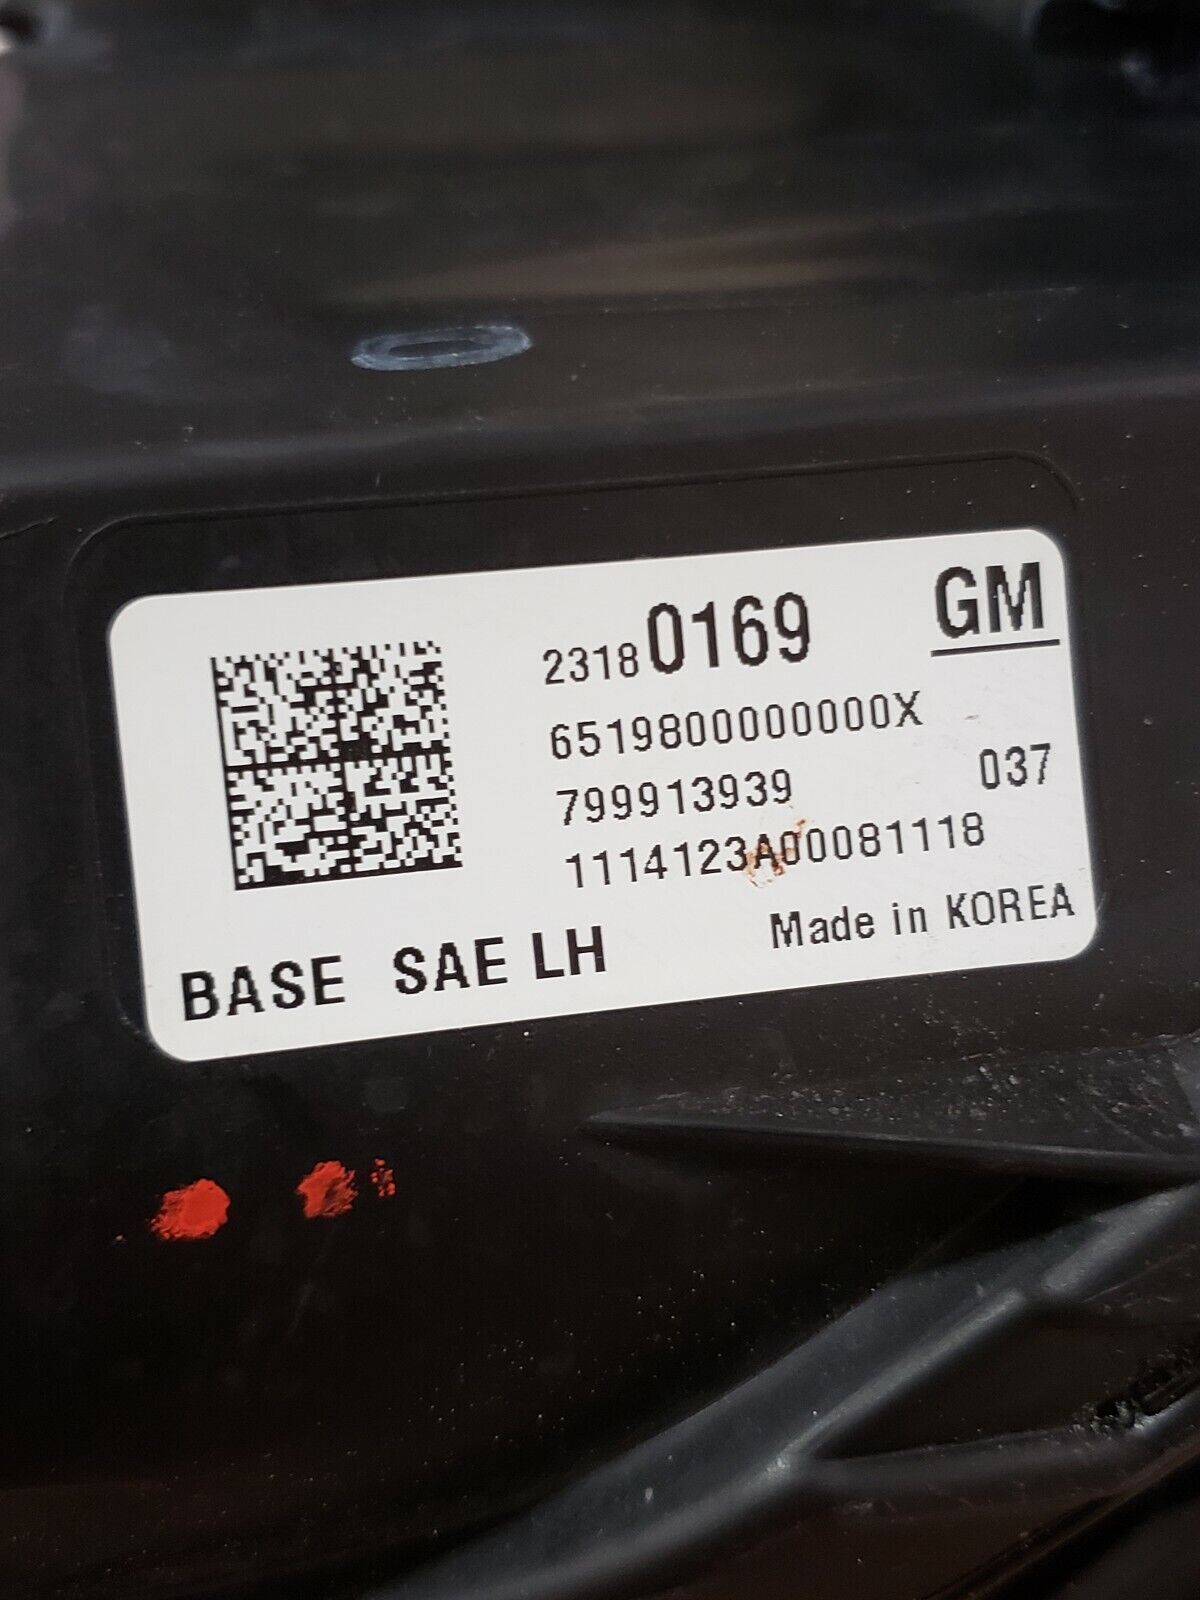 23180169 GM
6519800000000X
799913939 037
1114123A00081118
Made in KOREA
BASE SAE LH